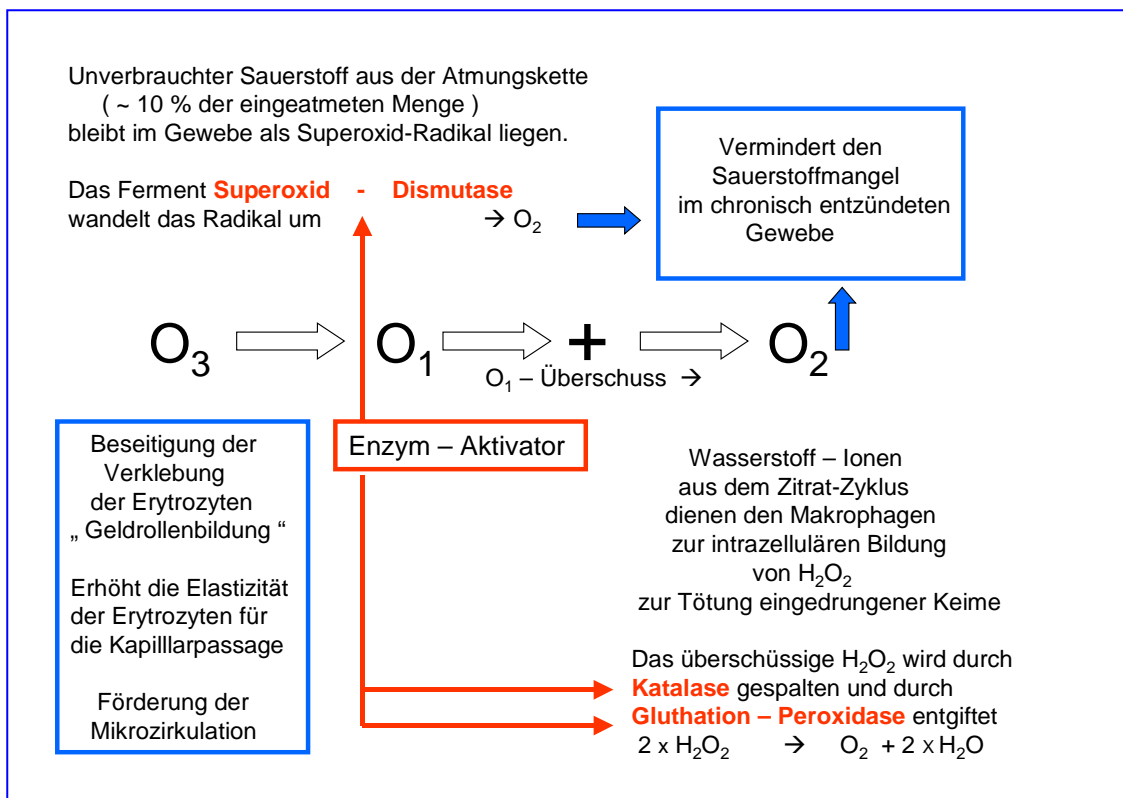 Unverbrauchter Sauerstoff aus der Atmungskette
( ~ 10 % der eingeatmeten Menge )
bleibt im Gewebe als Superoxid-Radikal liegen.
Das Ferment Superoxid - Dismutase
wandelt das Radikal um → O₂
Vermindert den
Sauerstoffmangel
im chronisch entzündeten
Gewebe
O₃ O₁ + O₂
O₁ – Überschuss →
Enzym – Aktivator
Beseitigung der
Verklebung
der Erytrozyten
„ Geldrollenbildung “
Erhöht die Elastizität
der Erytrozyten für
die Kapilllarpassage
Förderung der
Mikrozirkulation
Wasserstoff – Ionen
aus dem Zitrat-Zyklus
dienen den Makrophagen
zur intrazellulären Bildung
von H₂O₂
zur Tötung eingedrungener Keime
Das überschüssige H₂O₂ wird durch
Katalase gespalten und durch
Gluthation – Peroxidase entgiftet
2 x H₂O₂ → O₂ + 2 x H₂O